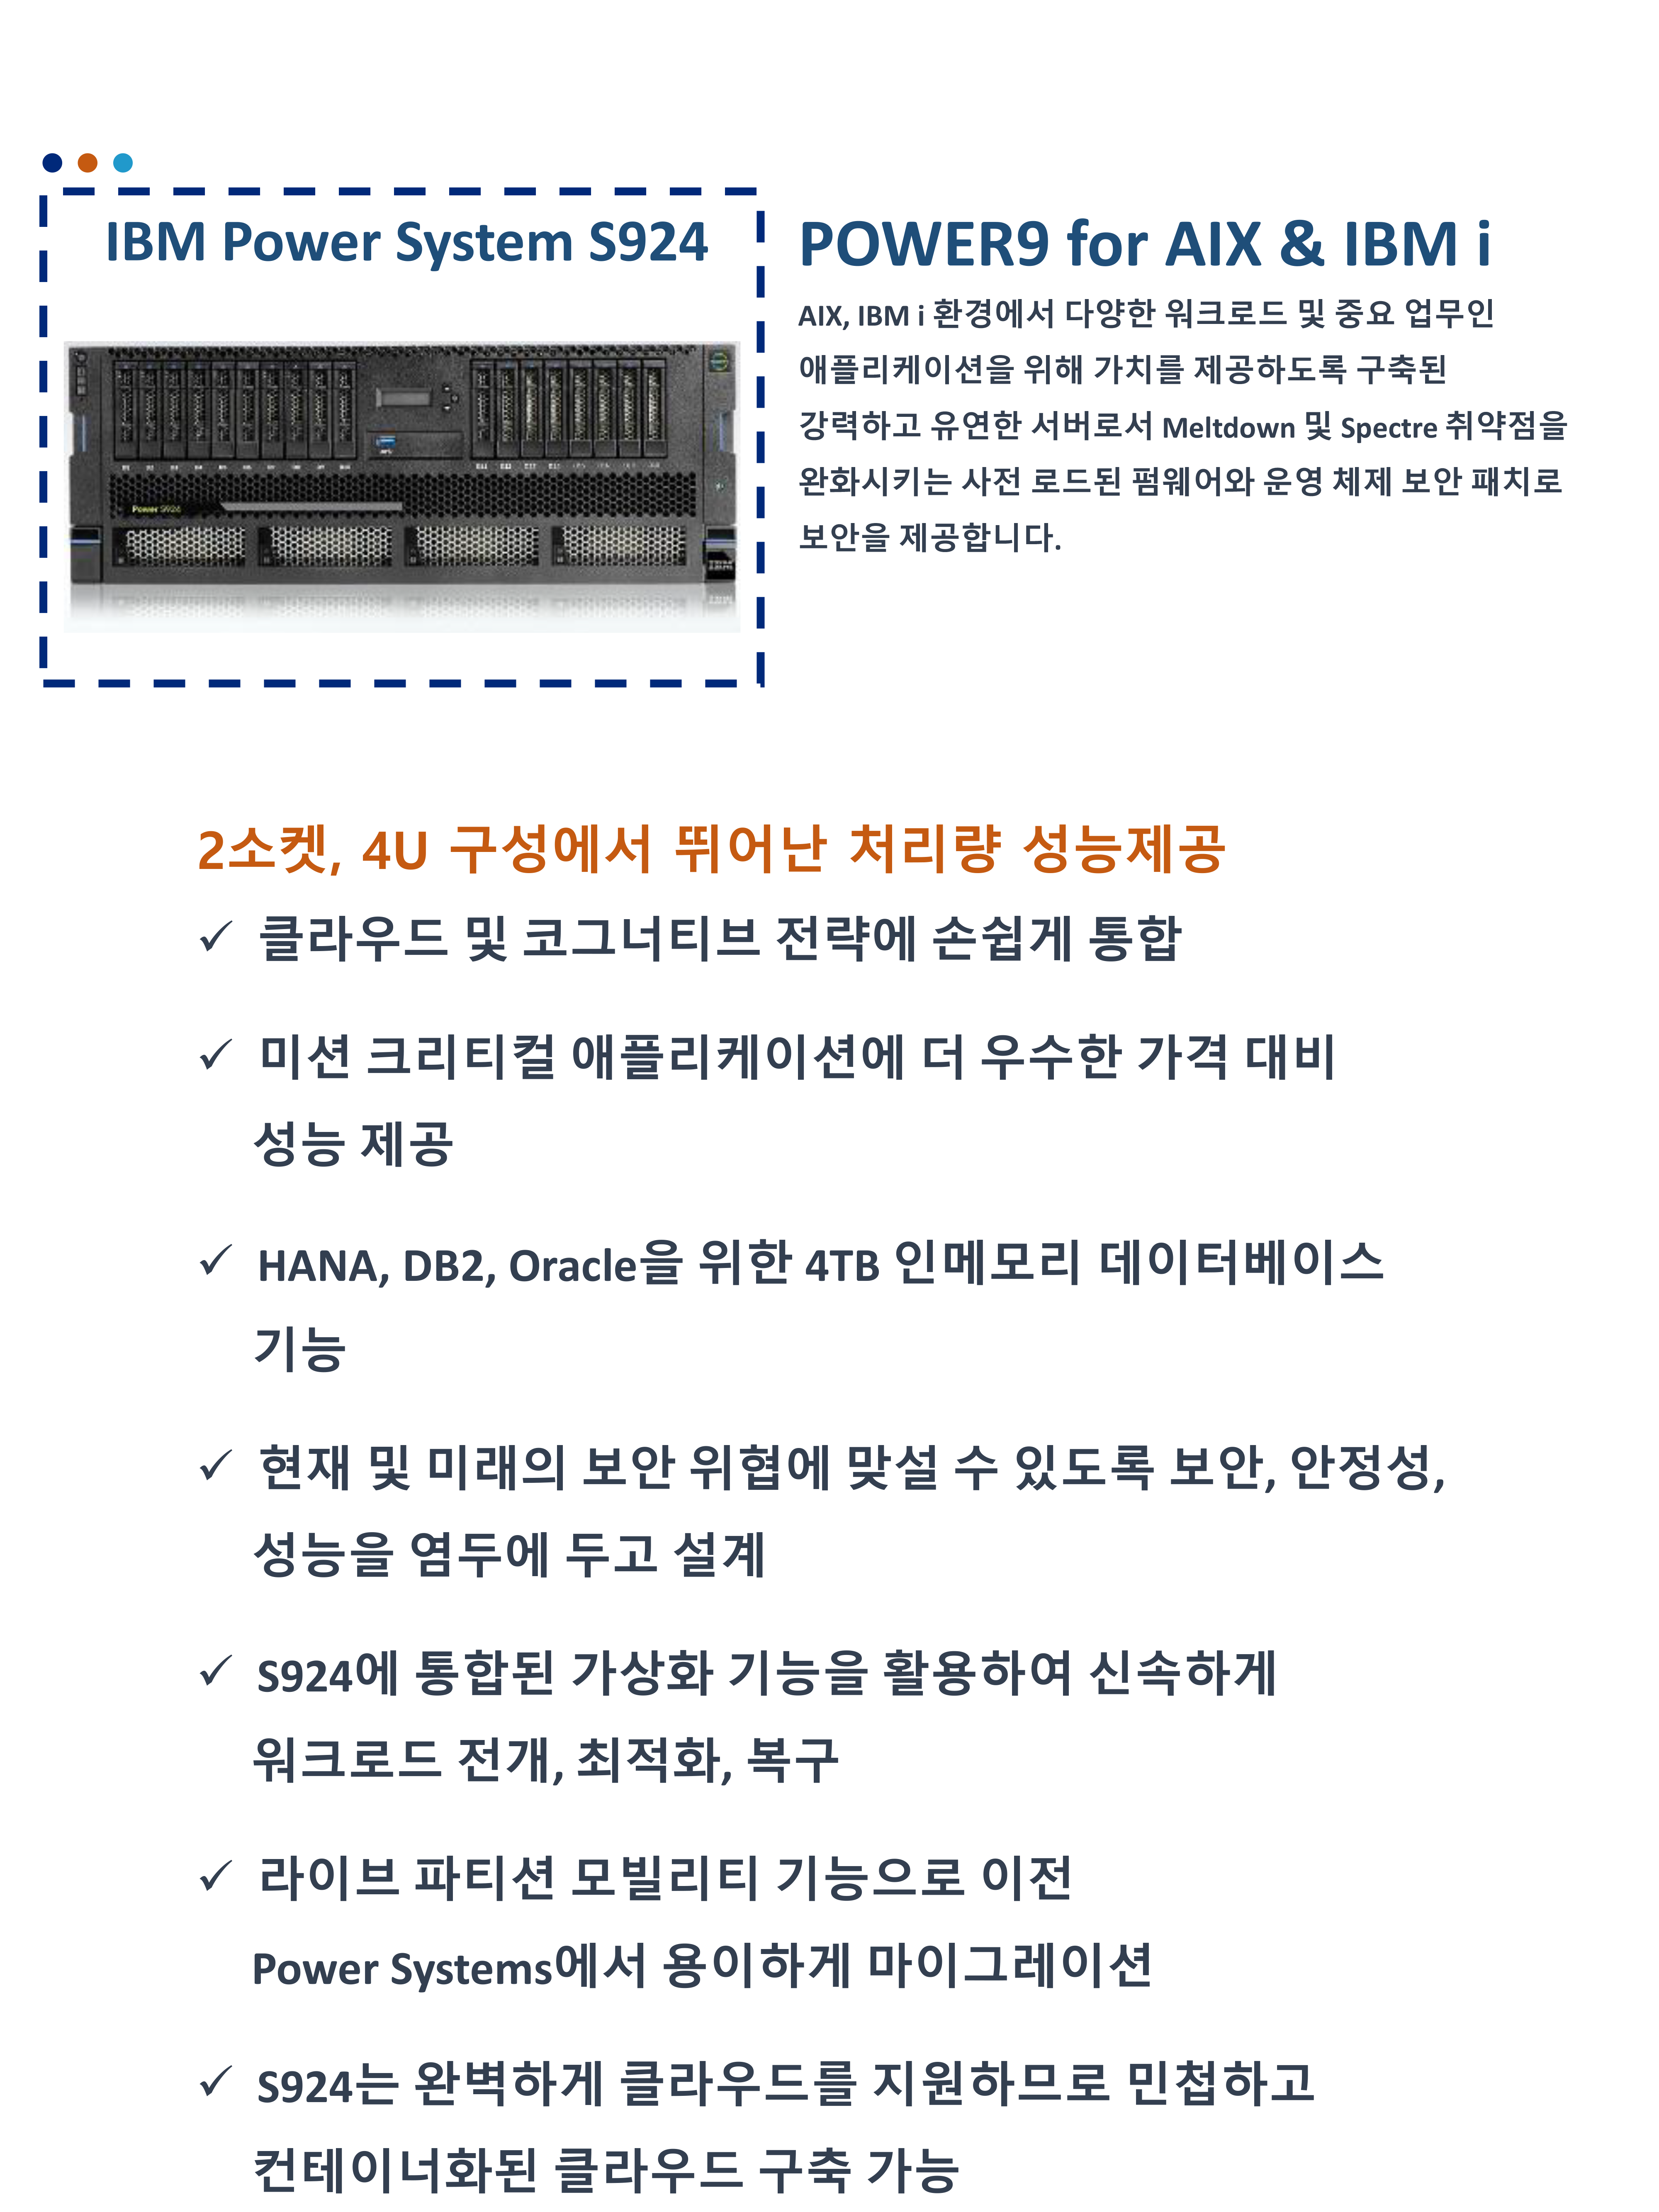 IBM Power System S924
Power S924
POWER9 for AIX & IBM i
AIX, IBM i 환경에서 다양한 워크로드 및 중요 업무인
애플리케이션을 위해 가치를 제공하도록 구축된
강력하고 유연한 서버로서 Meltdown 및 Spectre 취약점을
완화시키는 사전 로드된 펌웨어와 운영 체제 보안 패치로
보안을 제공합니다.
2소켓, 4U 구성에서 뛰어난 처리량 성능제공
✓ 클라우드 및 코그너티브 전략에 손쉽게 통합
✓ 미션 크리티컬 애플리케이션에 더 우수한 가격 대비
성능 제공
✓ HANA, DB2, Oracle을 위한 4TB 인메모리 데이터베이스
기능
✓ 현재 및 미래의 보안 위협에 맞설 수 있도록 보안, 안정성,
성능을 염두에 두고 설계
✓ S924에 통합된 가상화 기능을 활용하여 신속하게
워크로드 전개, 최적화, 복구
✓ 라이브 파티션 모빌리티 기능으로 이전
Power Systems에서 용이하게 마이그레이션
✓ S924는 완벽하게 클라우드를 지원하므로 민첩하고
컨테이너화된 클라우드 구축 가능